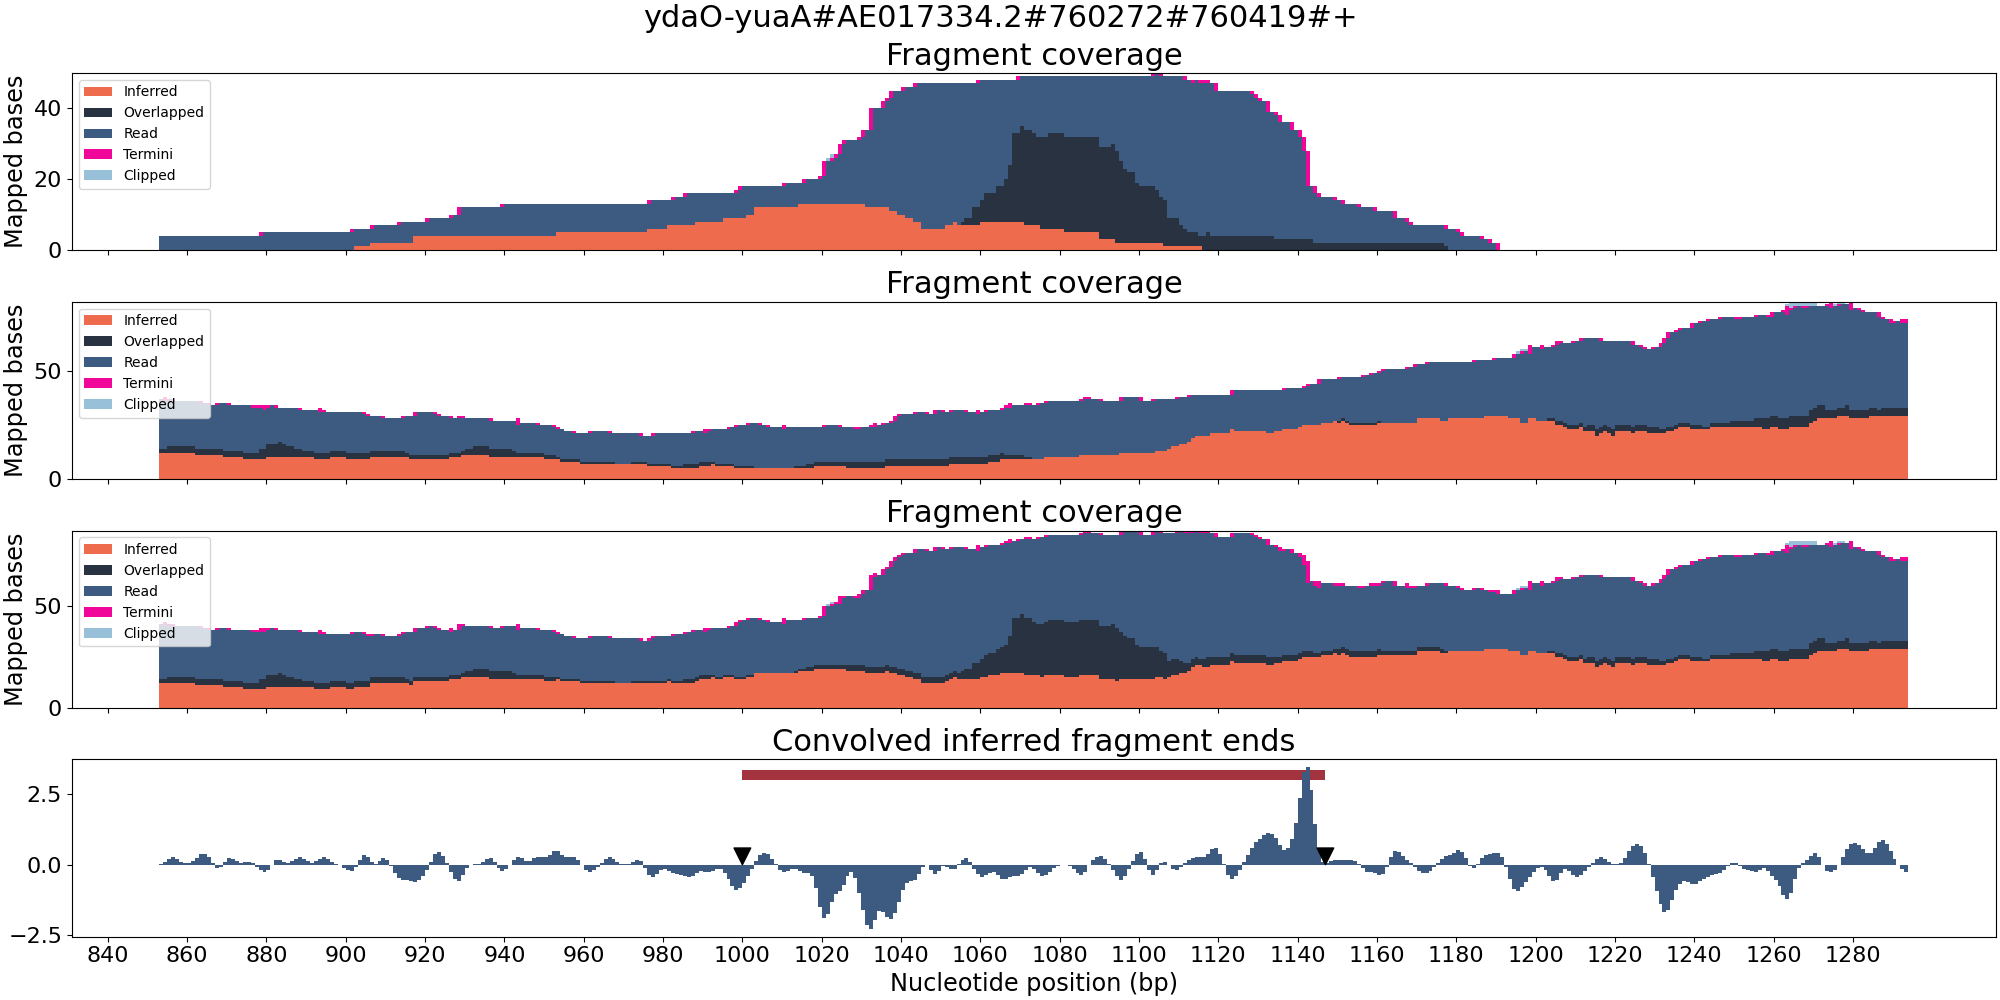 ydaO-yuaA#AE017334.2#760272#760419#+
Fragment coverage
Mapped bases
40
20
0
Inferred
Overlapped
Read
Termini
Clipped
Fragment coverage
Mapped bases
50
0
Inferred
Overlapped
Read
Termini
Clipped
Fragment coverage
Mapped bases
50
0
Inferred
Overlapped
Read
Termini
Clipped
Convolved inferred fragment ends
2.5
0.0
−2.5
840 860 880 900 920 940 960 980 1000 1020 1040 1060 1080 1100 1120 1140 1160 1180 1200 1220 1240 1260 1280
Nucleotide position (bp)